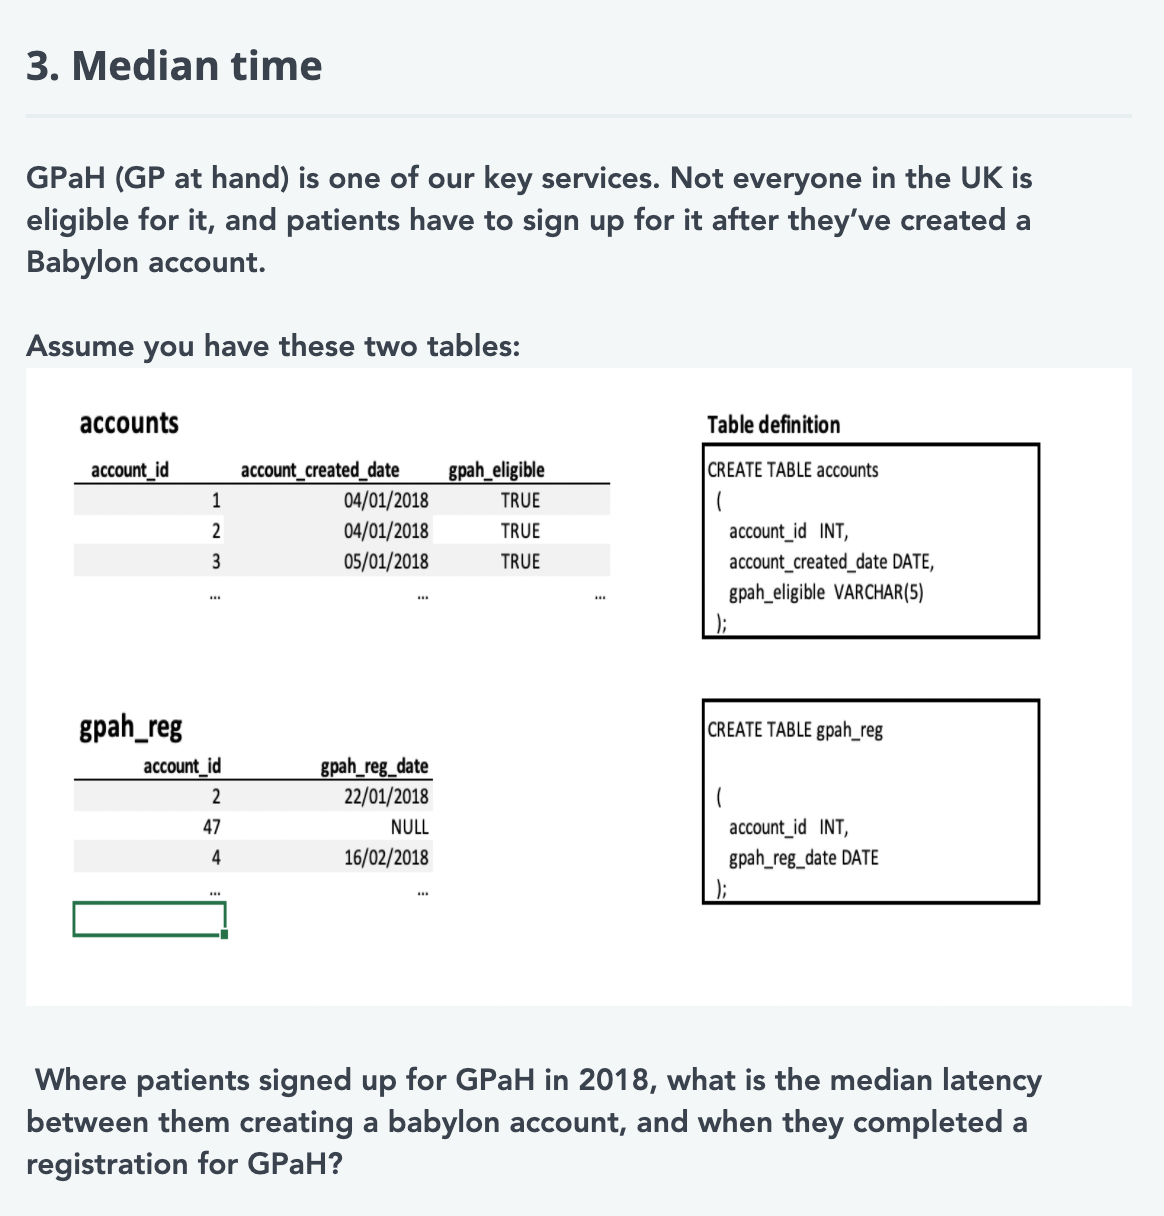 3. Median time
GPaH (GP at hand) is one of our key services. Not everyone in the UK is
eligible for it, and patients have to sign up for it after they've created a
Babylon account.
Assume you have these two tables:
accounts
account_id account_created_date gpah_eligible
1 04/01/2018 TRUE
2 04/01/2018 TRUE
3 05/01/2018 TRUE
... ... ...
Table definition
CREATE TABLE accounts
(
account_id INT,
account_created_date DATE,
gpah_eligible VARCHAR(5)
);
gpah_reg
account_id gpah_reg_date
2 22/01/2018
47 NULL
4 16/02/2018
... ...
CREATE TABLE gpah_reg
(
account_id INT,
gpah_reg_date DATE
);
Where patients signed up for GPaH in 2018, what is the median latency
between them creating a babylon account, and when they completed a
registration for GPaH?